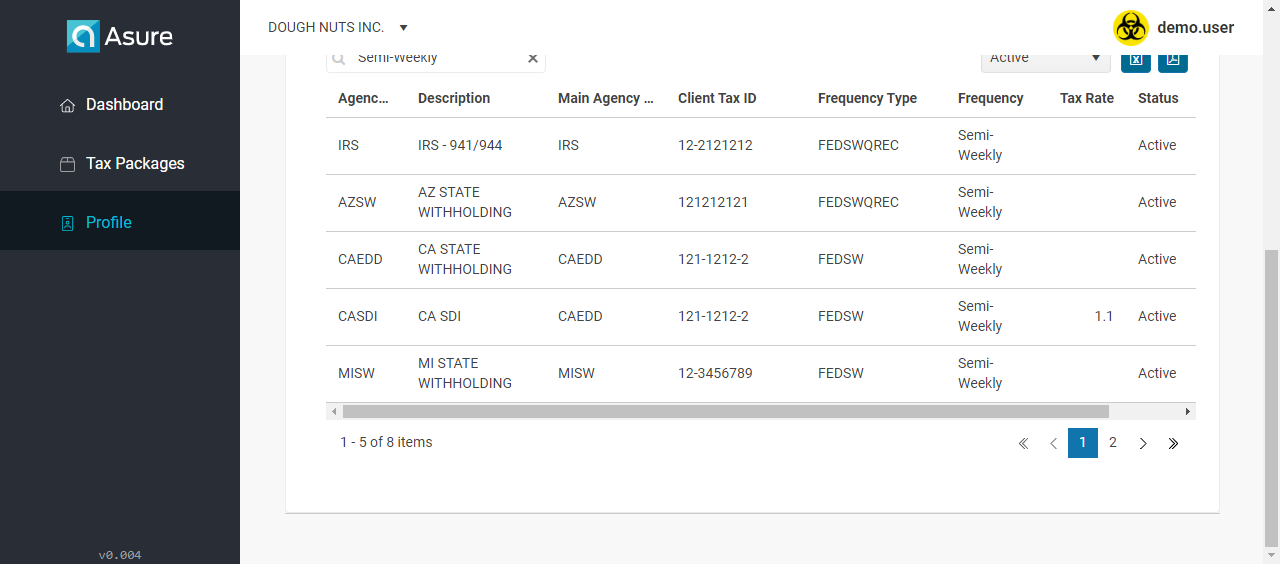 Asure
DOUGH NUTS INC.
demo.user
Dashboard
Tax Packages
Profile
v0.004
Semi-Weekly
Active
Agenc... Description Main Agency ... Client Tax ID Frequency Type Frequency Tax Rate Status
IRS IRS - 941/944 IRS 12-2121212 FEDSWQREC Semi-
Weekly Active
AZSW AZ STATE
WITHHOLDING AZSW 121212121 FEDSWQREC Semi-
Weekly Active
CAEDD CA STATE
WITHHOLDING CAEDD 121-1212-2 FEDSW Semi-
Weekly Active
CASDI CA SDI CAEDD 121-1212-2 FEDSW Semi-
Weekly 1.1 Active
MISW MI STATE
WITHHOLDING MISW 12-3456789 FEDSW Semi-
Weekly Active
1 - 5 of 8 items
1 2